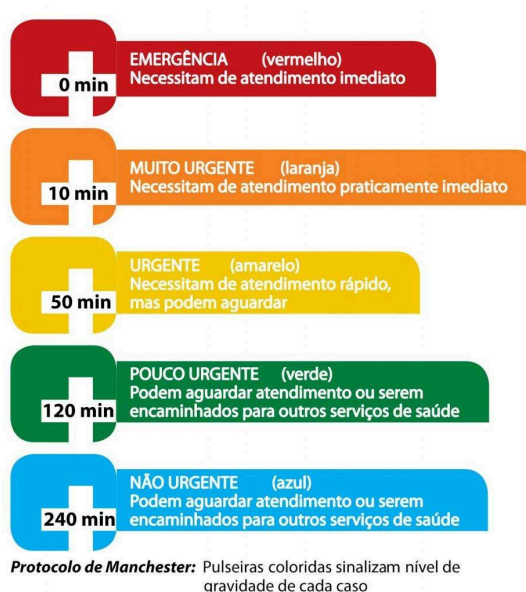 EMERGÊNCIA (vermelho)
Necessitam de atendimento imediato
0 min
MUITO URGENTE (laranja)
Necessitam de atendimento praticamente imediato
10 min
URGENTE (amarelo)
Necessitam de atendimento rápido,
mas podem aguardar
50 min
POUCO URGENTE (verde)
Podem aguardar atendimento ou serem
encaminhados para outros serviços de saúde
120 min
NÃO URGENTE (azul)
Podem aguardar atendimento ou serem
encaminhados para outros serviços de saúde
240 min
Protocolo de Manchester: Pulseiras coloridas sinalizam nível de
gravidade de cada caso